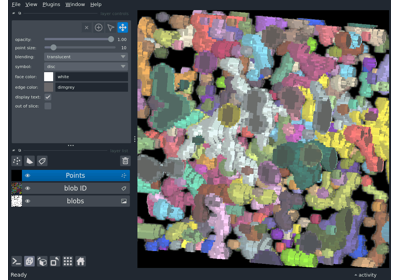 File View Plugins Window Help
opacity: 1.00
point size: 10
blending: translucent
symbol: disc
face color: white
edge color: dimgrey
display text:
out of slice:
Points
blob ID
blobs
Ready
activity